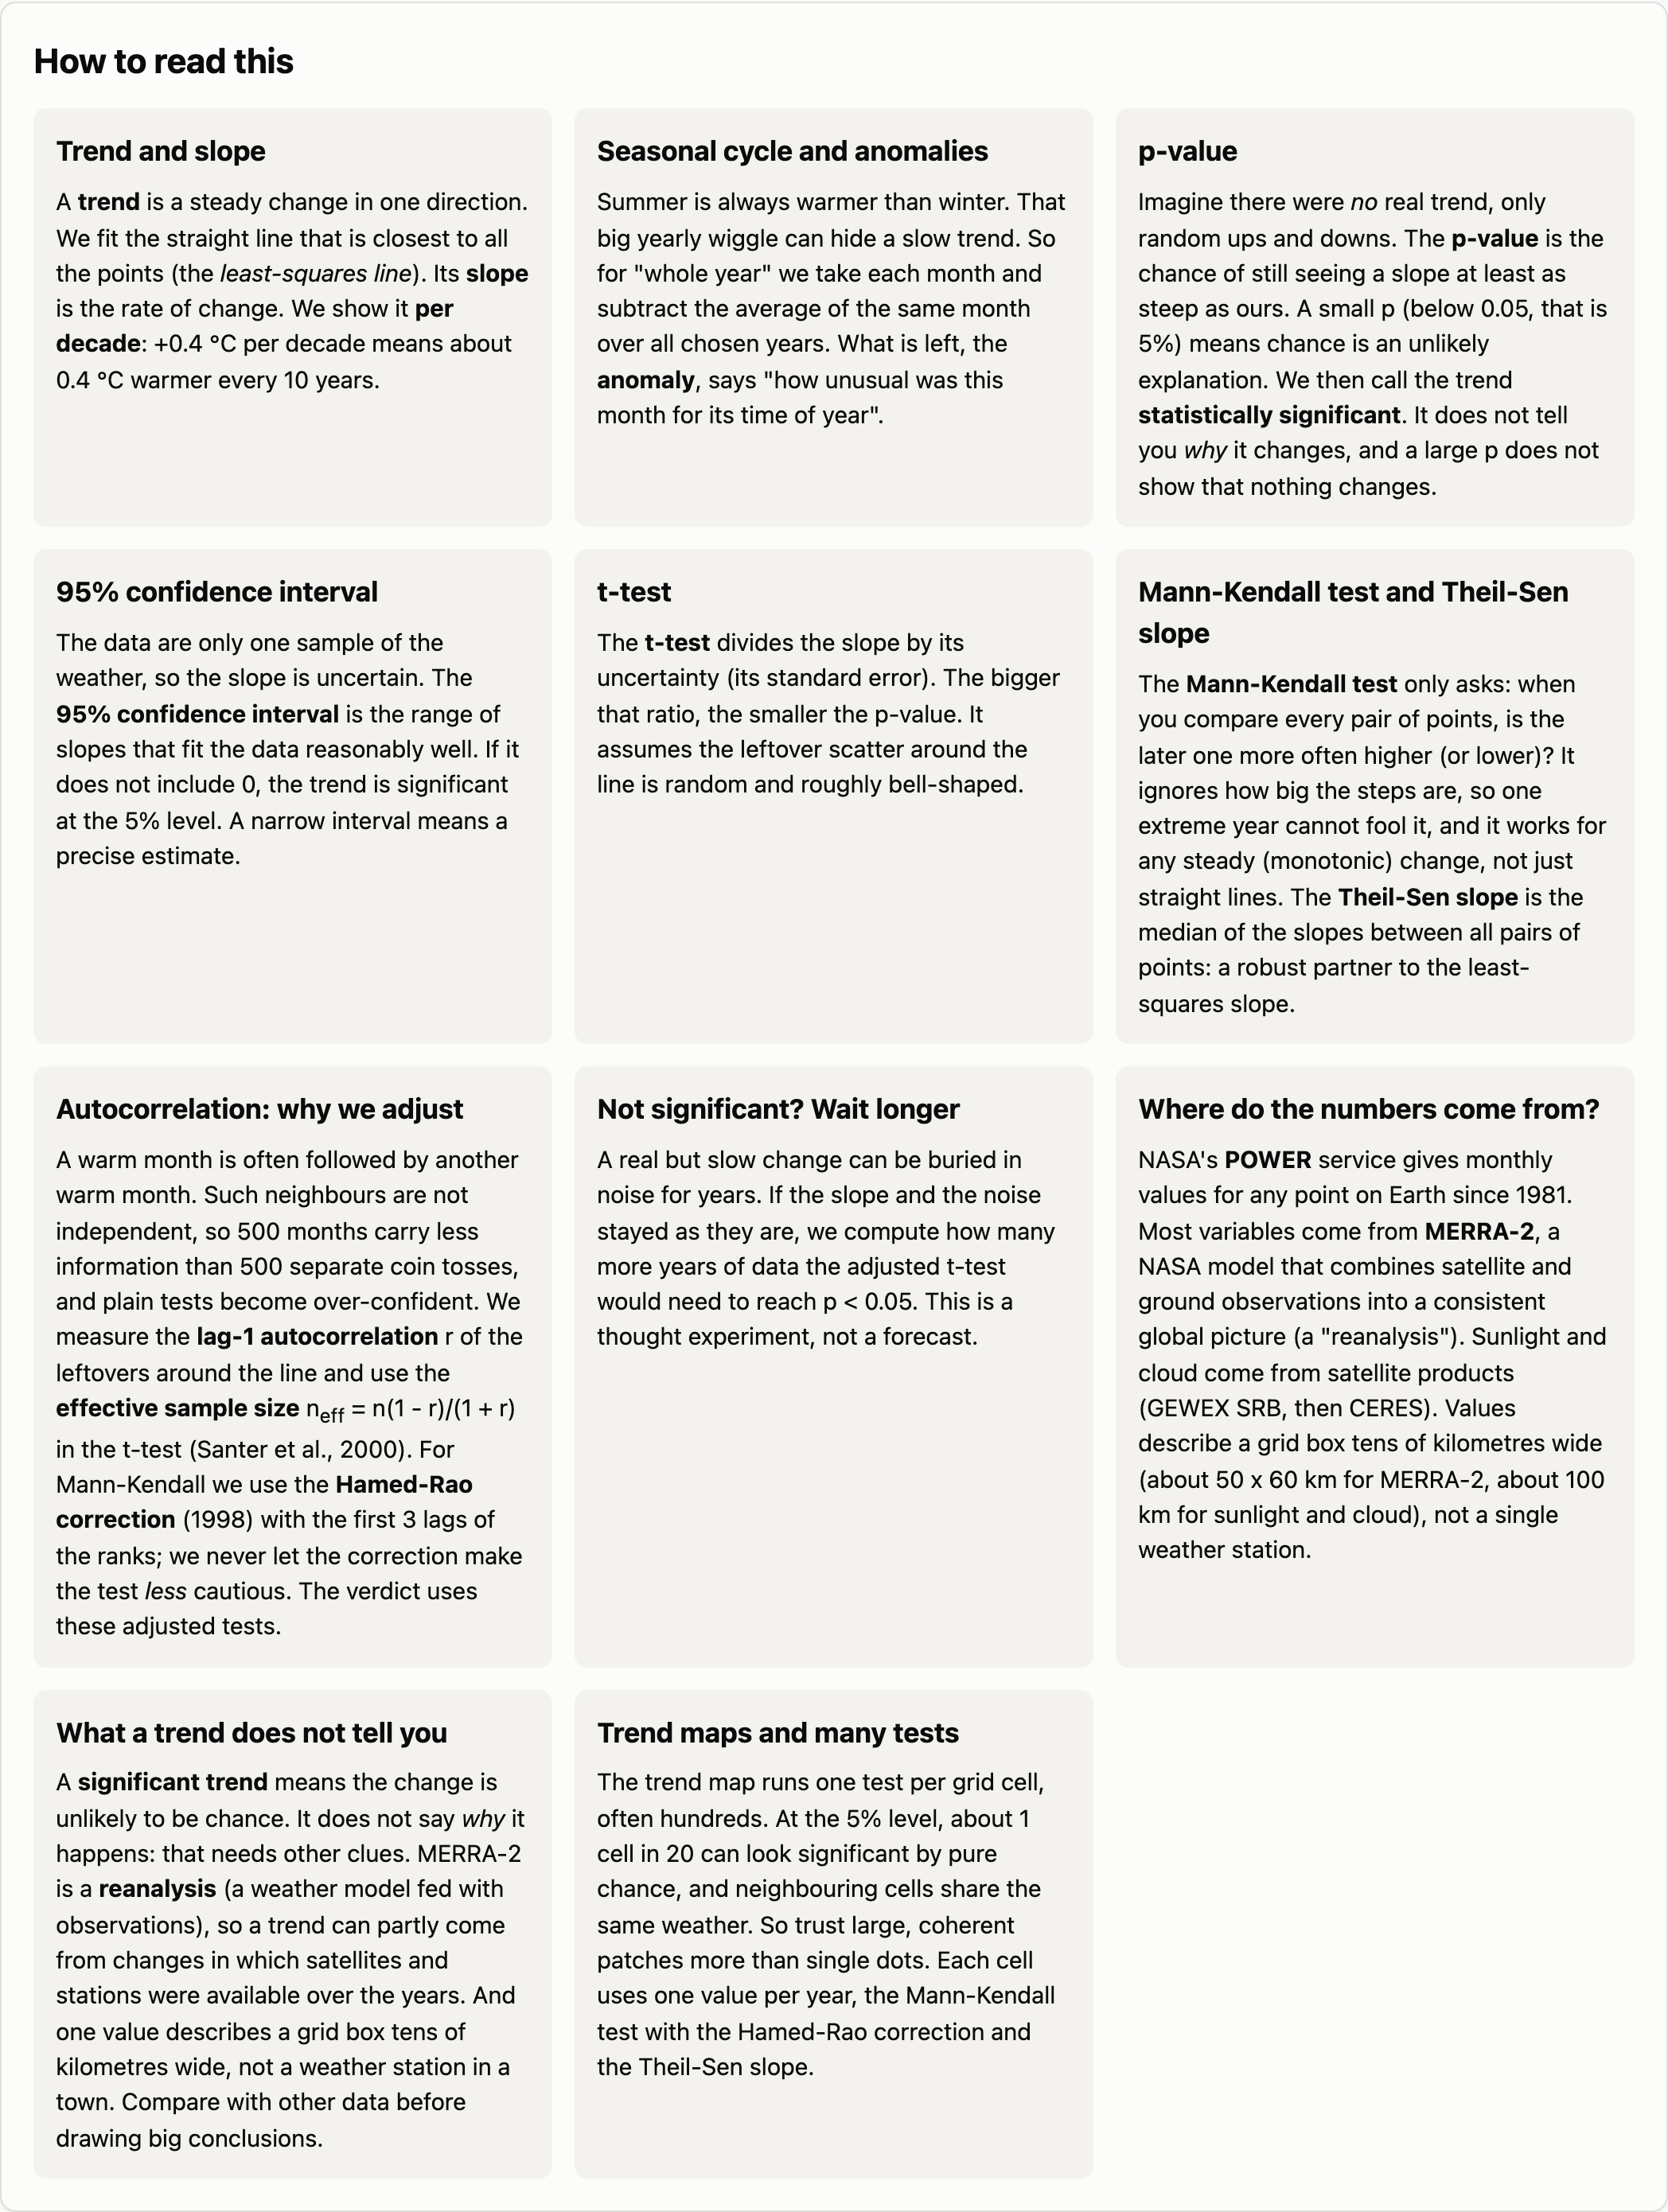 How to read this
Trend and slope
A trend is a steady change in one direction.
We fit the straight line that is closest to all
the points (the least-squares line). Its slope
is the rate of change. We show it per
decade: +0.4 °C per decade means about
0.4 °C warmer every 10 years.
Seasonal cycle and anomalies
Summer is always warmer than winter. That
big yearly wiggle can hide a slow trend. So
for "whole year" we take each month and
subtract the average of the same month
over all chosen years. What is left, the
anomaly, says "how unusual was this
month for its time of year".
p-value
Imagine there were no real trend, only
random ups and downs. The p-value is the
chance of still seeing a slope at least as
steep as ours. A small p (below 0.05, that is
5%) means chance is an unlikely
explanation. We then call the trend
statistically significant. It does not tell
you why it changes, and a large p does not
show that nothing changes.
95% confidence interval
The data are only one sample of the
weather, so the slope is uncertain. The
95% confidence interval is the range of
slopes that fit the data reasonably well. If it
does not include 0, the trend is significant
at the 5% level. A narrow interval means a
precise estimate.
t-test
The t-test divides the slope by its
uncertainty (its standard error). The bigger
that ratio, the smaller the p-value. It
assumes the leftover scatter around the
line is random and roughly bell-shaped.
Mann-Kendall test and Theil-Sen
slope
The Mann-Kendall test only asks: when
you compare every pair of points, is the
later one more often higher (or lower)? It
ignores how big the steps are, so one
extreme year cannot fool it, and it works for
any steady (monotonic) change, not just
straight lines. The Theil-Sen slope is the
median of the slopes between all pairs of
points: a robust partner to the least-
squares slope.
Autocorrelation: why we adjust
A warm month is often followed by another
warm month. Such neighbours are not
independent, so 500 months carry less
information than 500 separate coin tosses,
and plain tests become over-confident. We
measure the lag-1 autocorrelation r of the
leftovers around the line and use the
effective sample size neff = n(1 - r)/(1 + r)
in the t-test (Santer et al., 2000). For
Mann-Kendall we use the Hamed-Rao
correction (1998) with the first 3 lags of
the ranks; we never let the correction make
the test less cautious. The verdict uses
these adjusted tests.
Not significant? Wait longer
A real but slow change can be buried in
noise for years. If the slope and the noise
stayed as they are, we compute how many
more years of data the adjusted t-test
would need to reach p < 0.05. This is a
thought experiment, not a forecast.
Where do the numbers come from?
NASA's POWER service gives monthly
values for any point on Earth since 1981.
Most variables come from MERRA-2, a
NASA model that combines satellite and
ground observations into a consistent
global picture (a "reanalysis"). Sunlight and
cloud come from satellite products
(GEWEX SRB, then CERES). Values
describe a grid box tens of kilometres wide
(about 50 x 60 km for MERRA-2, about 100
km for sunlight and cloud), not a single
weather station.
What a trend does not tell you
A significant trend means the change is
unlikely to be chance. It does not say why it
happens: that needs other clues. MERRA-2
is a reanalysis (a weather model fed with
observations), so a trend can partly come
from changes in which satellites and
stations were available over the years. And
one value describes a grid box tens of
kilometres wide, not a weather station in a
town. Compare with other data before
drawing big conclusions.
Trend maps and many tests
The trend map runs one test per grid cell,
often hundreds. At the 5% level, about 1
cell in 20 can look significant by pure
chance, and neighbouring cells share the
same weather. So trust large, coherent
patches more than single dots. Each cell
uses one value per year, the Mann-Kendall
test with the Hamed-Rao correction and
the Theil-Sen slope.